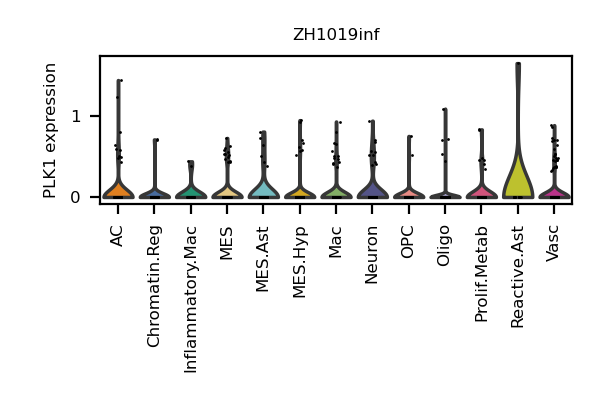 ZH1019inf
PLK1 expression
1
0
AC
Chromatin.Reg
Inflammatory.Mac
MES
MES.Ast
MES.Hyp
Mac
Neuron
OPC
Oligo
Prolif.Metab
Reactive.Ast
Vasc